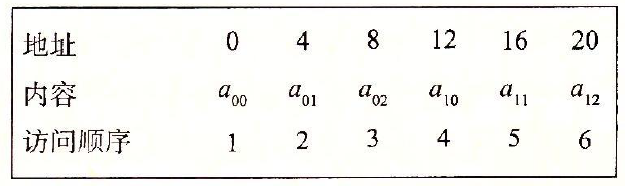 地址 0 4 8 12 16 20
内容 a₀₀ a₀₁ a₀₂ a₁₀ a₁₁ a₁₂
访问顺序 1 2 3 4 5 6